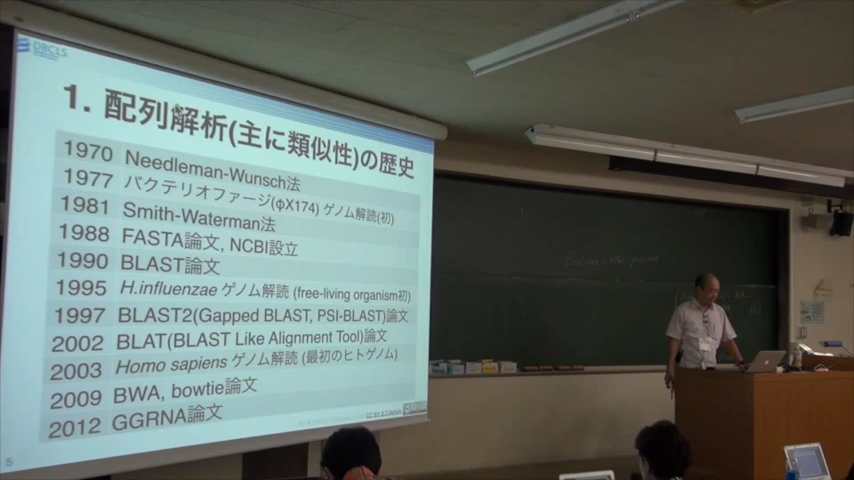 DBCLS
1. 配列解析(主に類似性)の歴史
1970 Needleman-Wunsch法
1977 バクテリオファージ(φX174) ゲノム解読(初)
1981 Smith-Waterman法
1988 FASTA論文, NCBI設立
1990 BLAST論文
1995 H.influenzae ゲノム解読 (free-living organism初)
1997 BLAST2(Gapped BLAST, PSI-BLAST)論文
2002 BLAT(BLAST Like Alignment Tool)論文
2003 Homo sapiens ゲノム解読 (最初のヒトゲノム)
2009 BWA, bowtie論文
2012 GGRNA論文
5